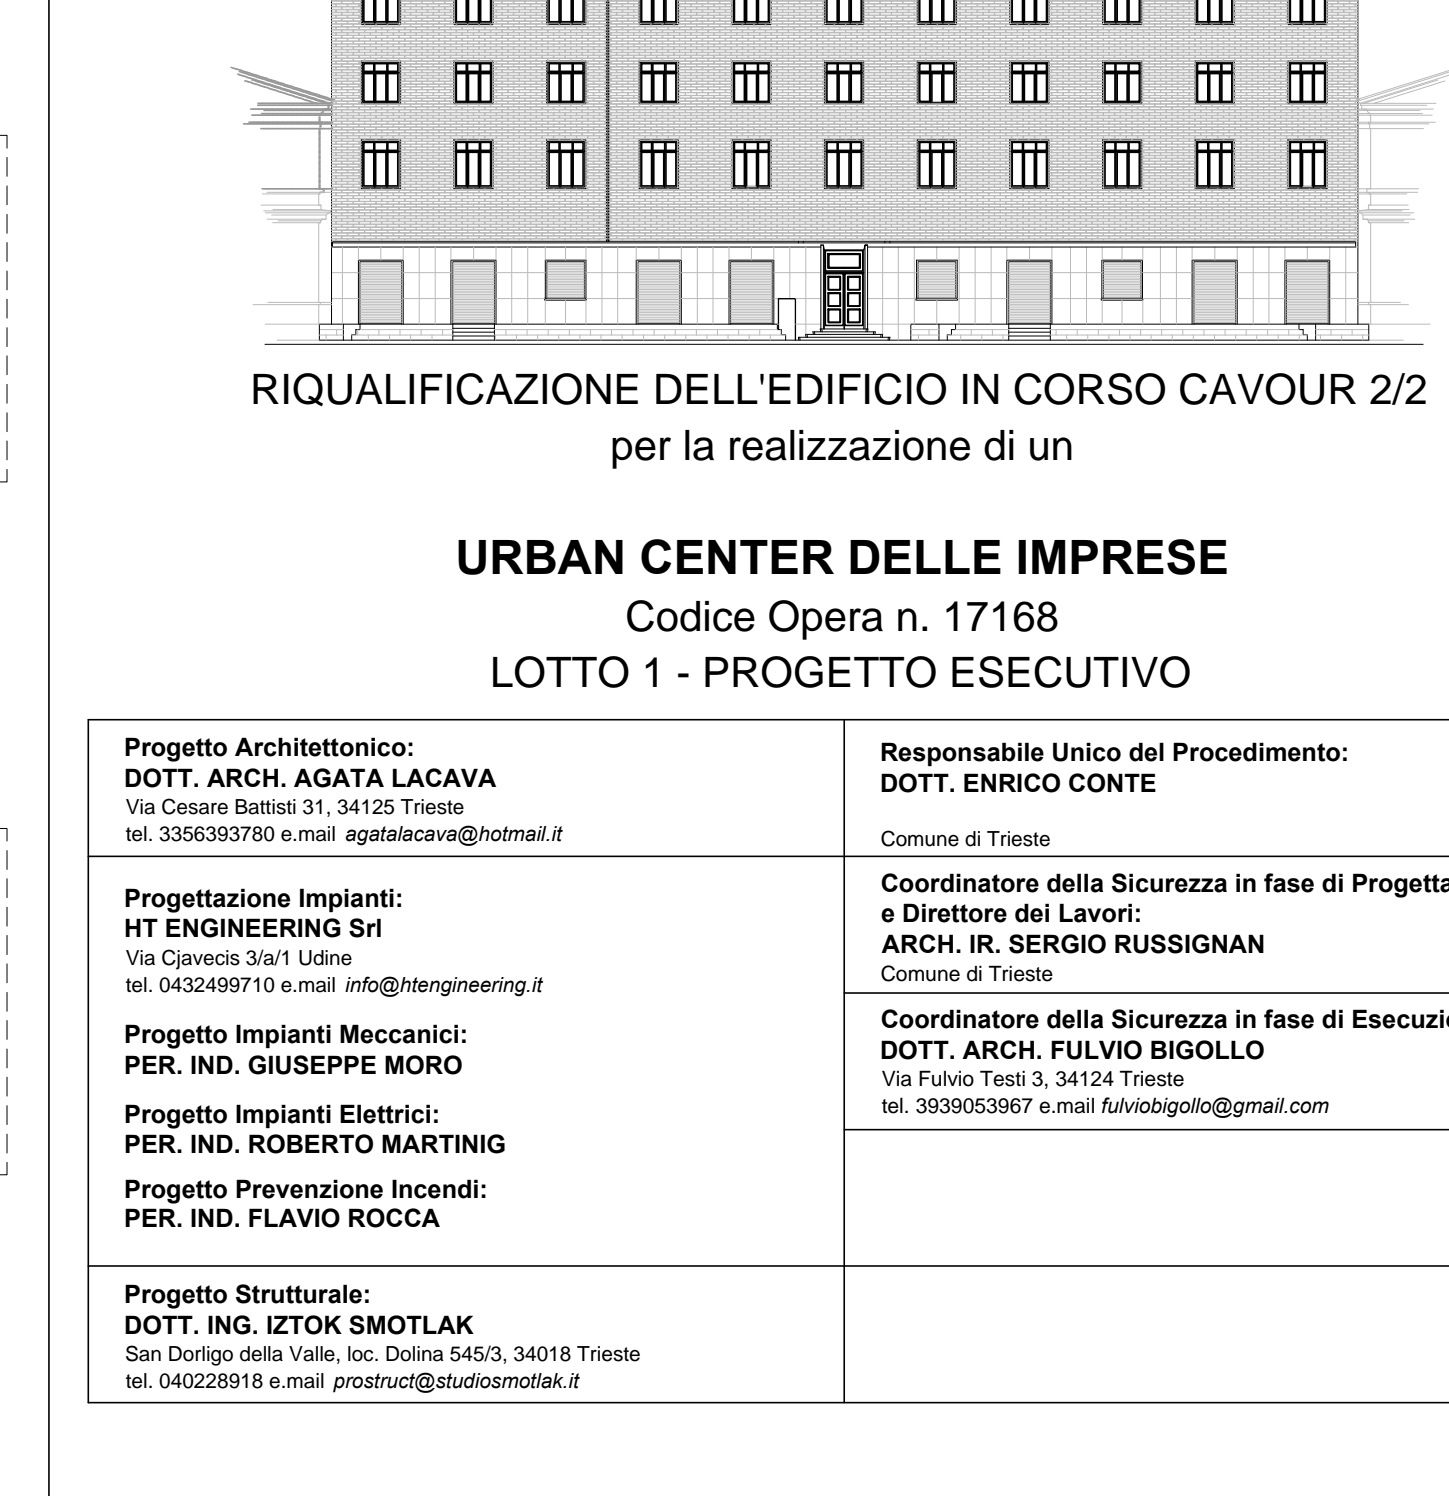 RIQUALIFICAZIONE DELL'EDIFICIO IN CORSO CAVOUR 2/2
per la realizzazione di un
URBAN CENTER DELLE IMPRESE
Codice Opera n. 17168
LOTTO 1 - PROGETTO ESECUTIVO
Progetto Architettonico:
DOTT. ARCH. AGATA LACAVA
Via Cesare Battisti 31, 34125 Trieste
tel. 3356393780 e.mail agatalacava@hotmail.it
Progettazione Impianti:
HT ENGINEERING Srl
Via Cjavecis 3/a/1 Udine
tel. 0432499710 e.mail info@htengineering.it
Progetto Impianti Meccanici:
PER. IND. GIUSEPPE MORO
Progetto Impianti Elettrici:
PER. IND. ROBERTO MARTINIG
Progetto Prevenzione Incendi:
PER. IND. FLAVIO ROCCA
Progetto Strutturale:
DOTT. ING. IZTOK SMOTLAK
San Dorligo della Valle, loc. Dolina 545/3, 34018 Trieste
tel. 040228918 e.mail prostruct@studiosmotlak.it
Responsabile Unico del Procedimento:
DOTT. ENRICO CONTE
Comune di Trieste
Coordinatore della Sicurezza in fase di
e Direttore dei Lavori:
ARCH. IR. SERGIO RUSSIGNAN
Comune di Trieste
Coordinatore della Sicurezza in fase di
DOTT. ARCH. FULVIO BIGOLLO
Via Fulvio Testi 3, 34124 Trieste
tel. 3939053967 e.mail fulviobigollo@gmail.com